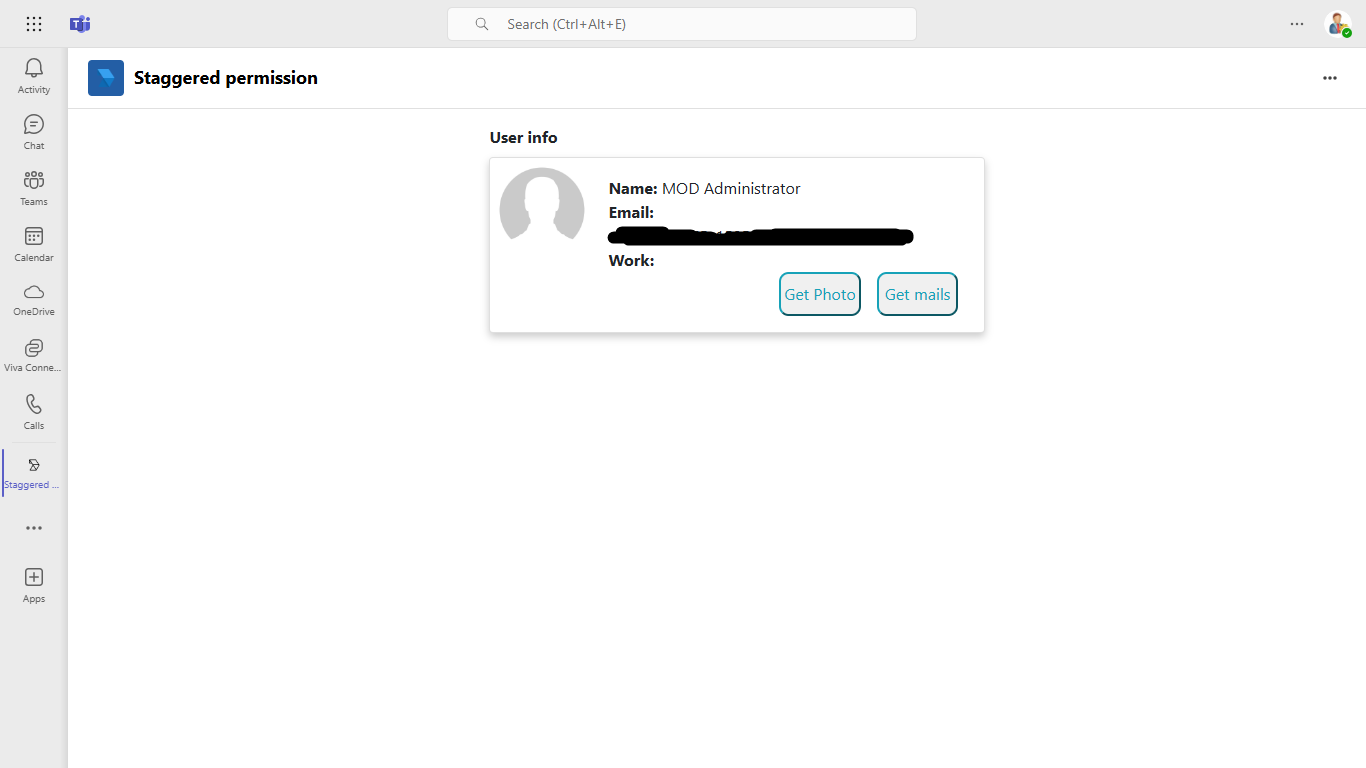 Search (Ctrl+Alt+E)
Activity
Chat
Teams
Calendar
OneDrive
Viva Conne...
Calls
Staggered ...
Apps
Staggered permission
User info
Name: MOD Administrator
Email:
Work:
Get Photo
Get mails